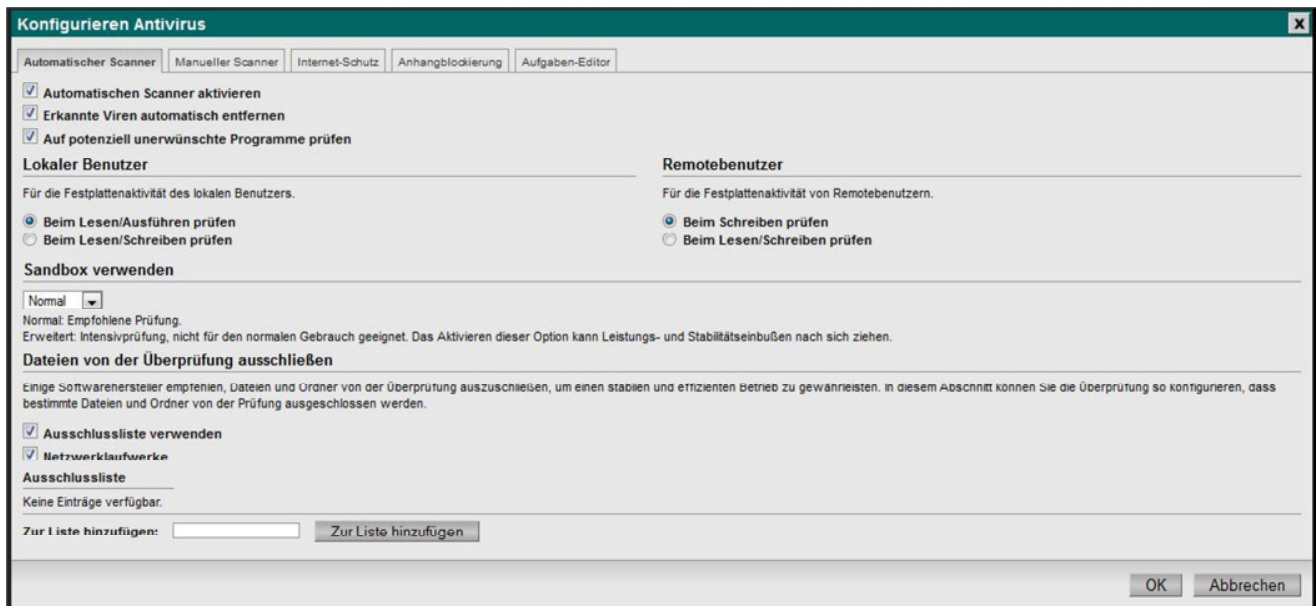 Konfigurieren Antivirus
X
Automatischer Scanner Manueller Scanner Internet-Schutz Anhangblockierung Aufgaben-Editor
Automatischen Scanner aktivieren
Erkannte Viren automatisch entfernen
Auf potenziell unerwünschte Programme prüfen
Lokaler Benutzer
Für die Festplattenaktivität des lokalen Benutzers.
Beim Lesen/Ausführen prüfen
Beim Lesen/Schreiben prüfen
Remotebenutzer
Für die Festplattenaktivität von Remotebenutzern.
Beim Schreiben prüfen
Beim Lesen/Schreiben prüfen
Sandbox verwenden
Normal
Normal: Empfohlene Prüfung.
Erweitert: Intensivprüfung, nicht für den normalen Gebrauch geeignet. Das Aktivieren dieser Option kann Leistungs- und Stabilitätseinbußen nach sich ziehen.
Dateien von der Überprüfung ausschließen
Einige Softwarehersteller empfehlen, Dateien und Ordner von der Überprüfung auszuschließen, um einen stabilen und effizienten Betrieb zu gewährleisten. In diesem Abschnitt können Sie die Überprüfung so konfigurieren, dass
bestimmte Dateien und Ordner von der Prüfung ausgeschlossen werden.
Ausschlussliste verwenden
Netzwerklaufwerke
Ausschlussliste
Keine Einträge verfügbar.
Zur Liste hinzufügen: Zur Liste hinzufügen
OK Abbrechen